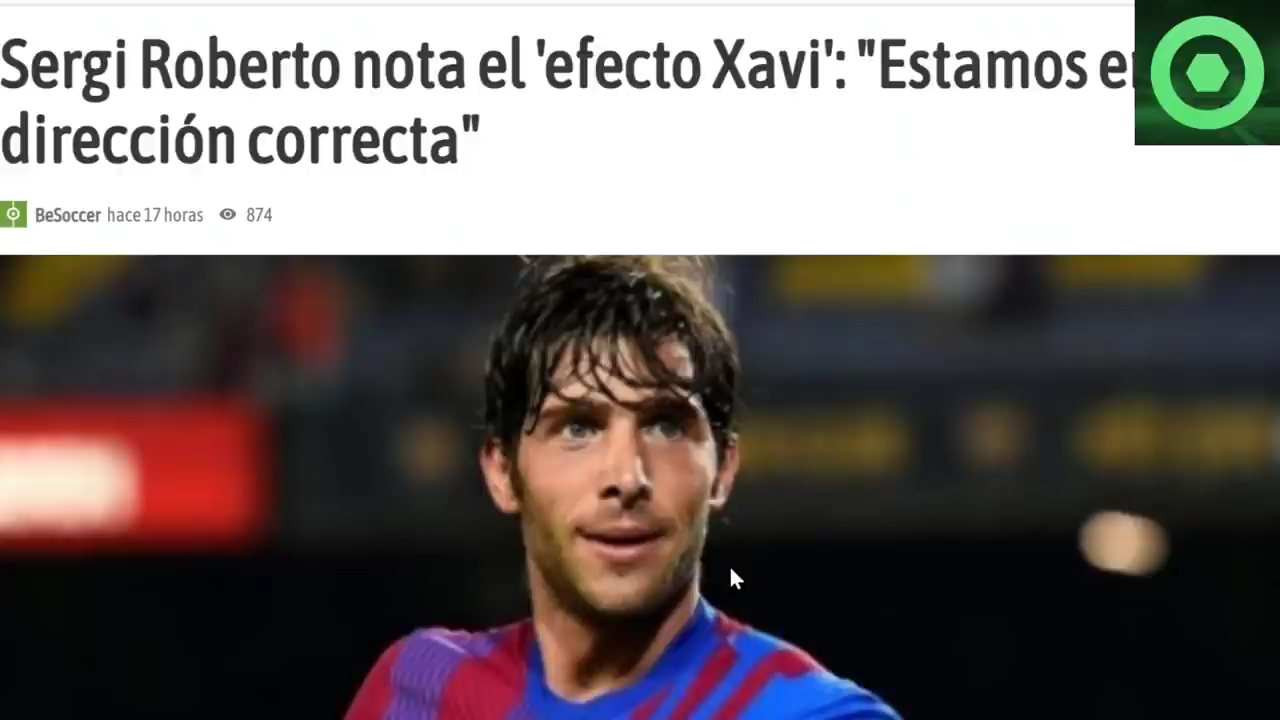 Sergi Roberto nota el 'efecto Xavi': "Estamos
dirección correcta"
BeSoccer hace 17 horas 874